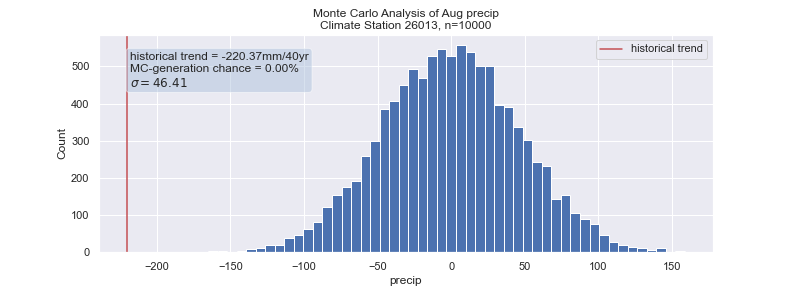 Monte Carlo Analysis of Aug precip
Climate Station 26013, n=10000
historical trend = -220.37mm/40yr
MC-generation chance = 0.00%
σ = 46.41
historical trend
Count
500
400
300
200
100
0
−200 −150 −100 −50 0 50 100 150
precip